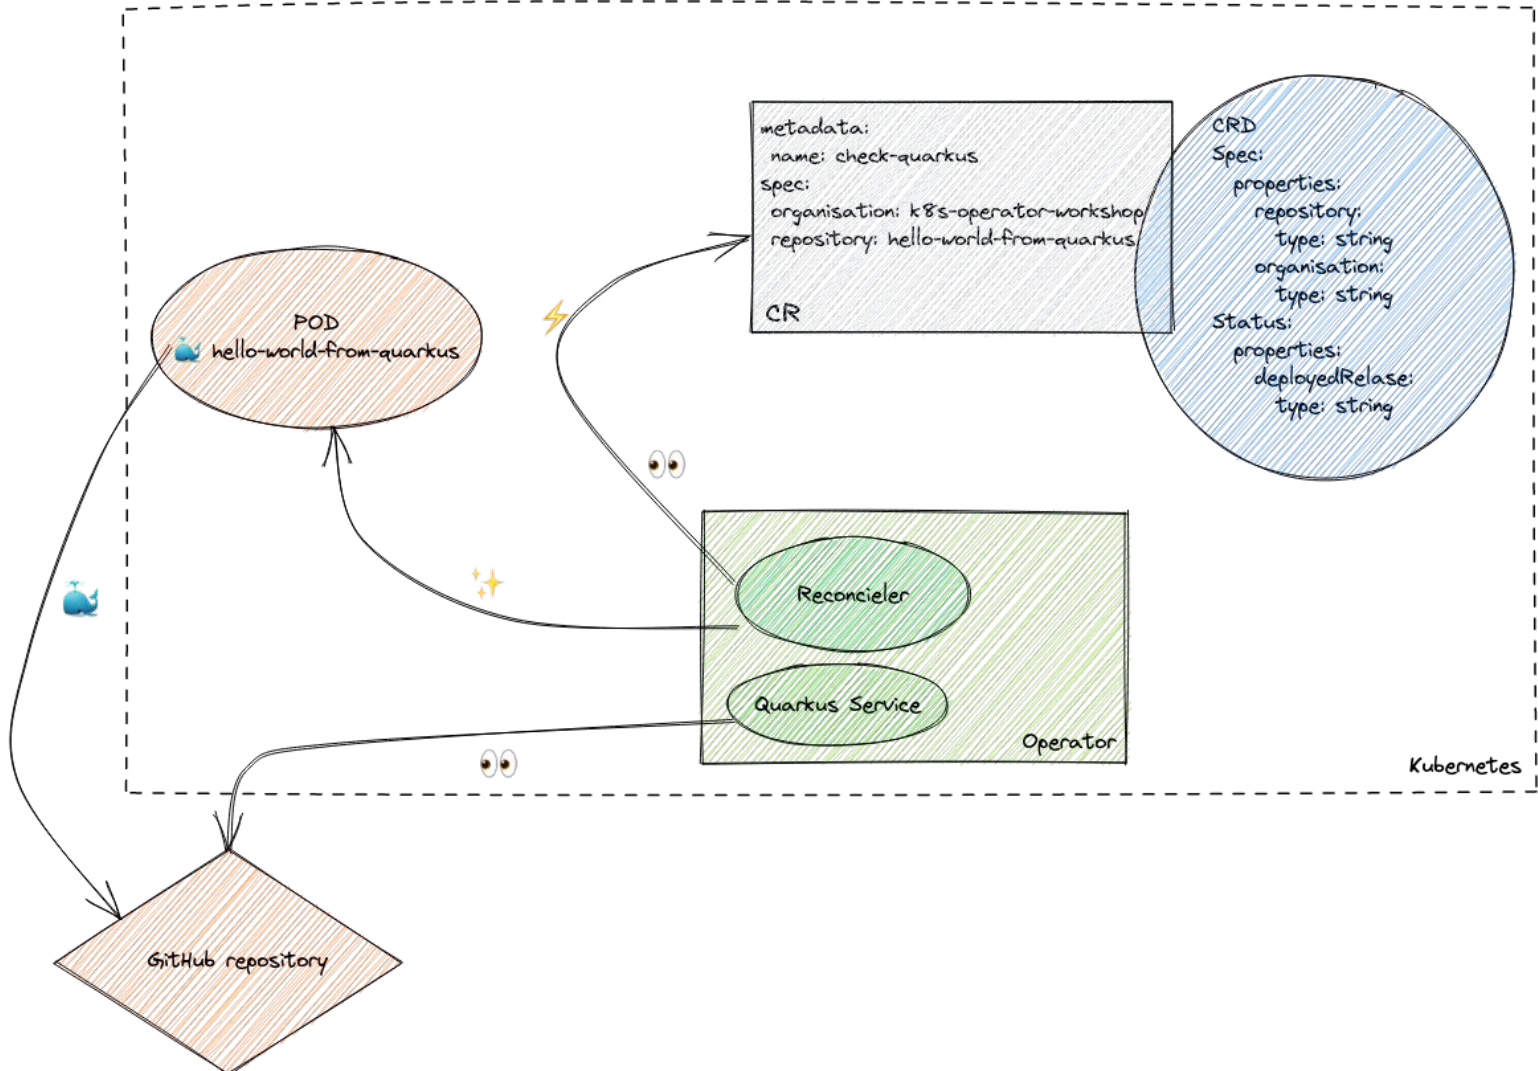 metadata:
name: check-quarkus
spec:
organisation: k8s-operator-workshop
repository: hello-world-from-quarkus
CR
CRD
Spec:
properties:
repository:
type: string
organisation:
type: string
Status:
properties:
deployedRelase:
type: string
POD
hello-world-from-quarkus
Reconcieler
Quarkus Service
Operator
Kubernetes
GitHub repository